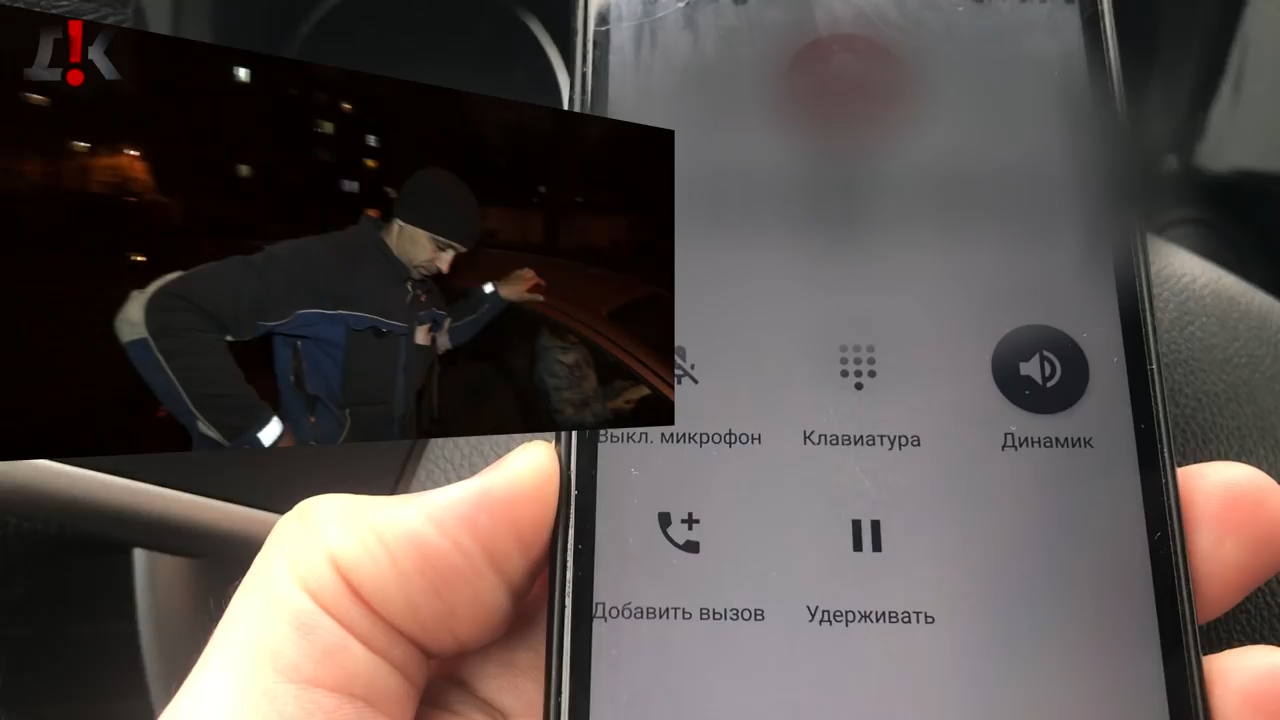 Д!К
Выкл. микрофон
Клавиатура
Динамик
Добавить вызов
Удерживать